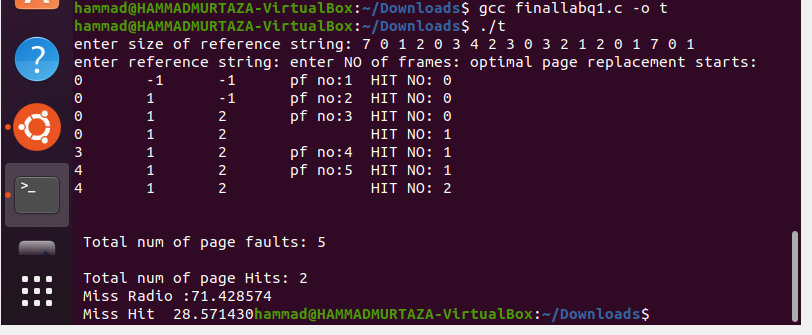 hammad@HAMMADMURTAZA-VirtualBox:~/Downloads$ gcc finallabq1.c -o t
hammad@HAMMADMURTAZA-VirtualBox:~/Downloads$ ./t
enter size of reference string: 7 0 1 2 0 3 4 2 3 0 3 2 1 2 0 1 7 0 1
enter reference string: enter NO of frames: optimal page replacement starts:
0 -1 -1 pf no:1 HIT NO: 0
0 1 -1 pf no:2 HIT NO: 0
0 1 2 pf no:3 HIT NO: 0
0 1 2 HIT NO: 1
3 1 2 pf no:4 HIT NO: 1
4 1 2 pf no:5 HIT NO: 1
4 1 2 HIT NO: 2
Total num of page faults: 5
Total num of page Hits: 2
Miss Radio :71.428574
Miss Hit 28.571430hammad@HAMMADMURTAZA-VirtualBox:~/Downloads$